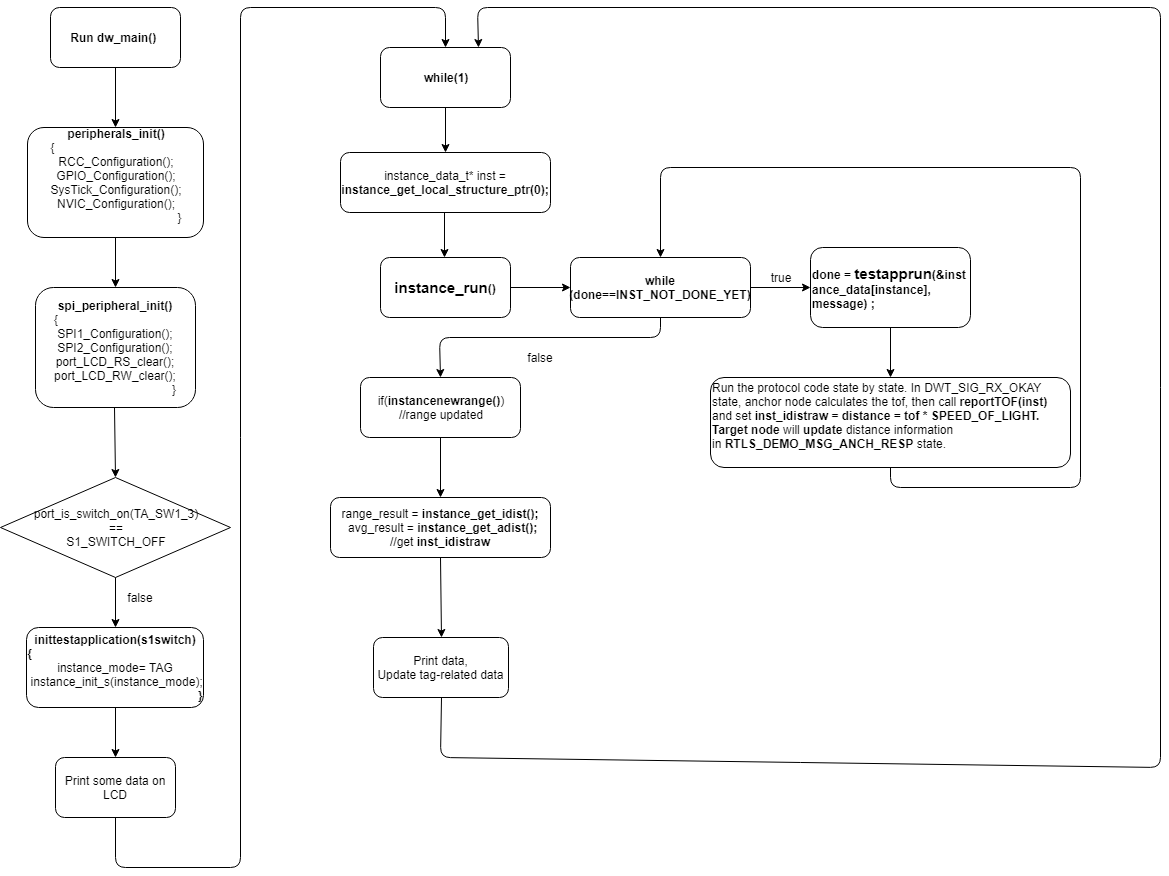 Run dw_main()
peripherals_init()
{
RCC_Configuration();
GPIO_Configuration();
SysTick_Configuration();
NVIC_Configuration();
}
spi_peripheral_init()
{
SPI1_Configuration();
SPI2_Configuration();
port_LCD_RS_clear();
port_LCD_RW_clear();
}
port_is_switch_on(TA_SW1_3)
==
S1_SWITCH_OFF
false
inittestapplication(s1switch)
{
instance_mode= TAG
instance_init_s(instance_mode);
}
Print some data on
LCD
while(1)
instance_data_t* inst =
instance_get_local_structure_ptr(0);
instance_run()
while
(done==INST_NOT_DONE_YET)
true
done = testapprun(&inst
ance_data[instance],
message) ;
Run the protocol code state by state. In DWT_SIG_RX_OKAY
state, anchor node calculates the tof, then call reportTOF(inst)
and set inst_idistraw = distance = tof * SPEED_OF_LIGHT.
Target node will update distance information
in RTLS_DEMO_MSG_ANCH_RESP state.
false
if(instancenewrange())
//range updated
range_result = instance_get_idist();
avg_result = instance_get_adist();
//get inst_idistraw
Print data,
Update tag-related data